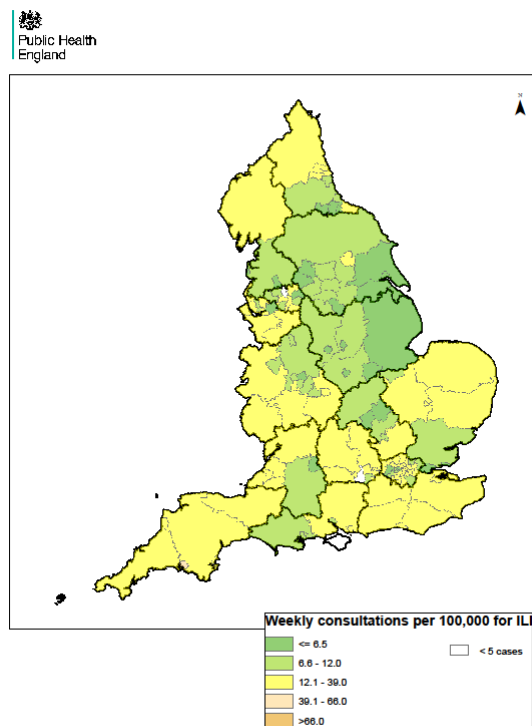 Public Health
England
N
Weekly consultations per 100,000 for ILI
<= 6.5
< 5 cases
6.6 - 12.0
12.1 - 39.0
39.1 - 66.0
>66.0